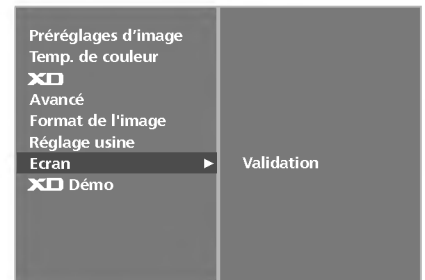 Préréglages d'image
Temp. de couleur
XD
Avancé
Format de l'image
Réglage usine
Ecran ► Validation
XD Démo